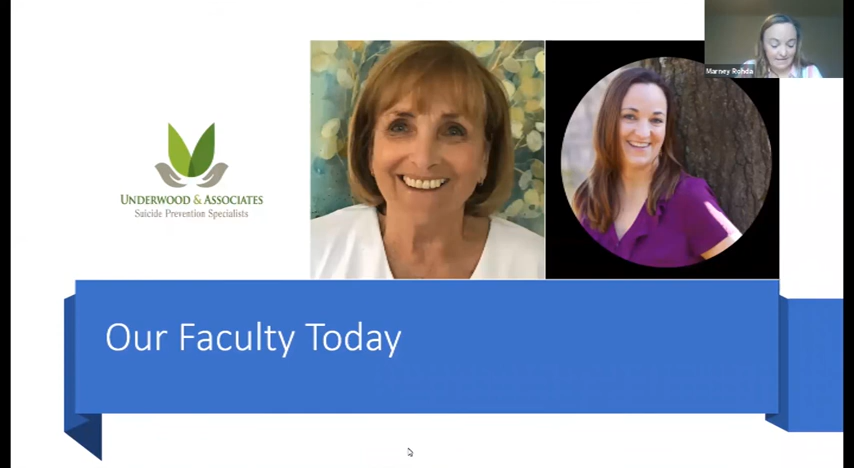 Marney Rohda
UNDERWOOD & ASSOCIATES
Suicide Prevention Specialists
Our Faculty Today